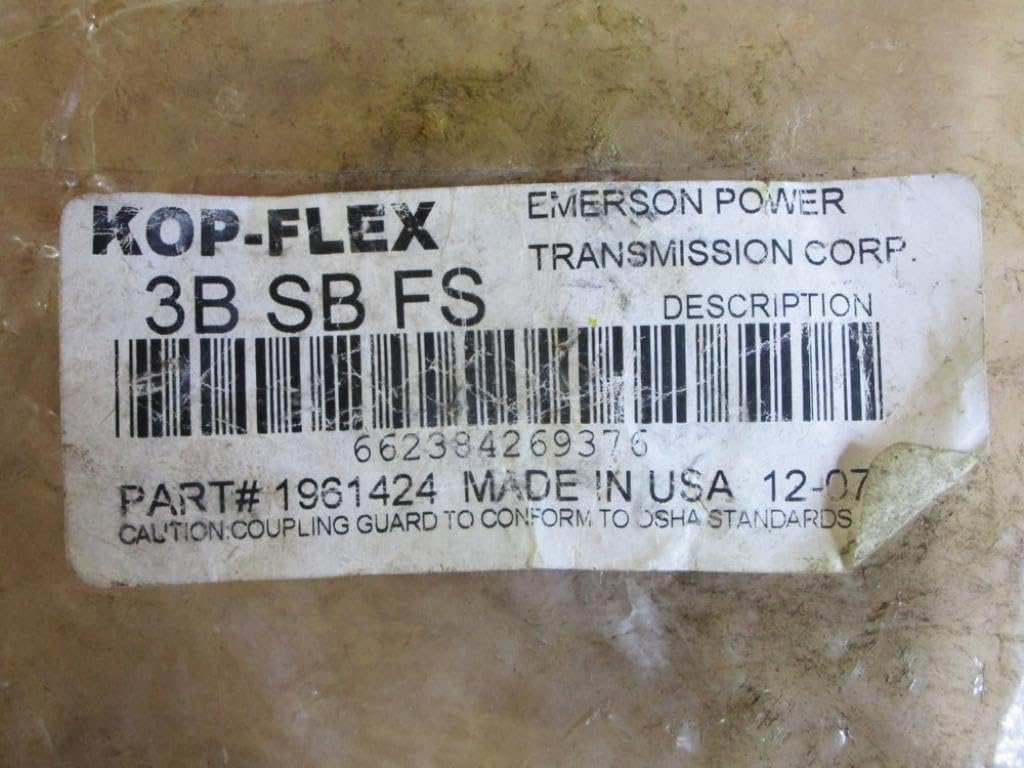 KOP-FLEX
EMERSON POWER
TRANSMISSION CORP.
3B SB FS
DESCRIPTION
662384269376
PART# 1961424 MADE IN USA 12-07
CAUTION:COUPLING GUARD TO CONFORM TO OSHA STANDARDS